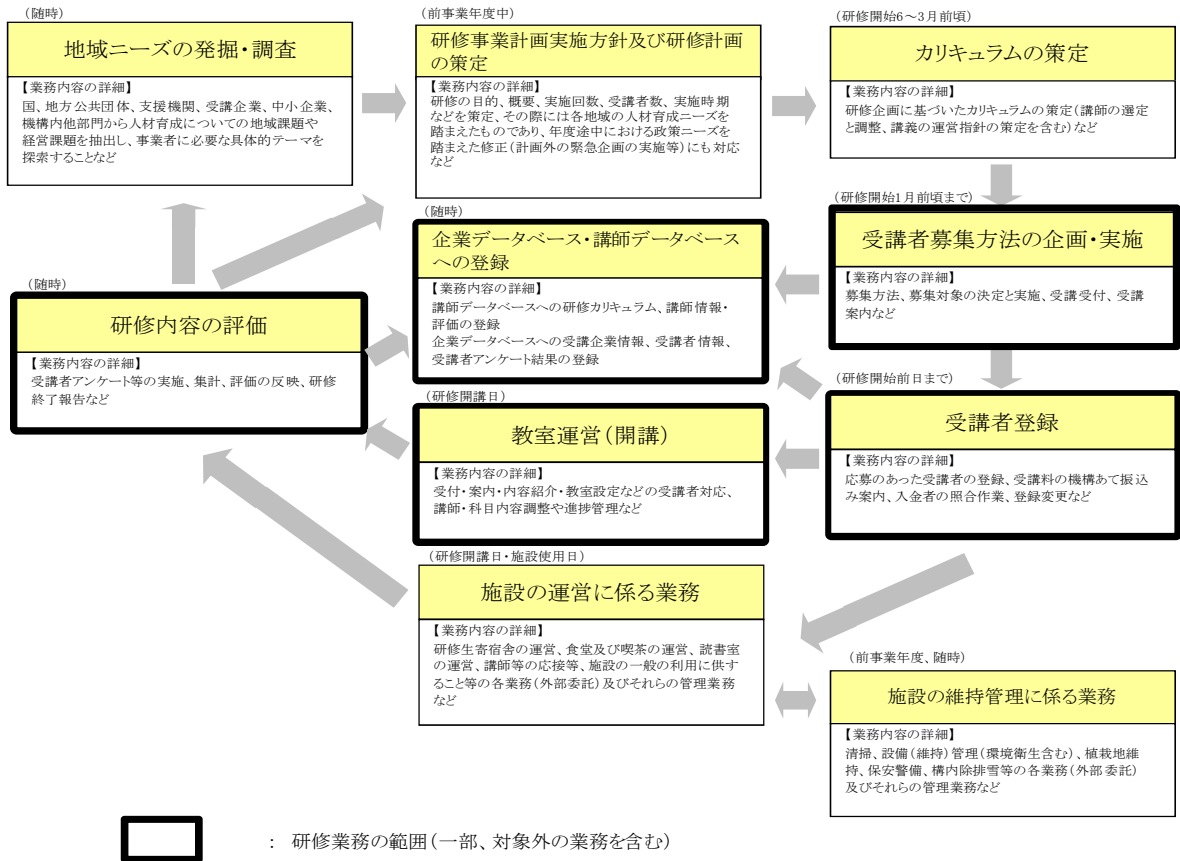 (随時)
地域ニーズの発掘・調査
【業務内容の詳細】
国、地方公共団体、支援機関、受講企業、中小企業、
機構内他部門から人材育成についての地域課題や
経営課題を抽出し、事業者に必要な具体的テーマを
探索することなど
(前事業年度中)
研修事業計画実施方針及び研修計画
の策定
【業務内容の詳細】
研修の目的、概要、実施回数、受講者数、実施時期
などを策定、その際には各地域の人材育成ニーズを
踏まえたものであり、年度途中における政策ニーズを
踏まえた修正(計画外の緊急企画の実施等)にも対応
など
(研修開始6~3月前頃)
カリキュラムの策定
【業務内容の詳細】
研修企画に基づいたカリキュラムの策定(講師の選定
と調整、講義の運営指針の策定を含む)など
(研修開始1月前頃まで)
受講者募集方法の企画・実施
【業務内容の詳細】
募集方法、募集対象の決定と実施、受講受付、受講
案内など
(随時)
企業データベース・講師データベース
への登録
【業務内容の詳細】
講師データベースへの研修カリキュラム、講師情報・
評価の登録
企業データベースへの受講企業情報、受講者情報、
受講者アンケート結果の登録
(随時)
研修内容の評価
【業務内容の詳細】
受講者アンケート等の実施、集計、評価の反映、研修
終了報告など
(研修開始前日まで)
受講者登録
【業務内容の詳細】
応募のあった受講者の登録、受講料の機構あて振込
み案内、入金者の照合作業、登録変更など
(研修開講日)
教室運営(開講)
【業務内容の詳細】
受付・案内・内容紹介・教室設定などの受講者対応、
講師・科目内容調整や進捗管理など
(研修開講日・施設使用日)
施設の運営に係る業務
【業務内容の詳細】
研修生寄宿舎の運営、食堂及び喫茶の運営、読書室
の運営、講師等の応接等、施設の一般の利用に供す
ること等の各業務(外部委託)及びそれらの管理業務
など
(前事業年度、随時)
施設の維持管理に係る業務
【業務内容の詳細】
清掃、設備(維持)管理(環境衛生含む)、植栽地維
持、保安警備、構内除排雪等の各業務(外部委託)
及びそれらの管理業務など
: 研修業務の範囲(一部、対象外の業務を含む)